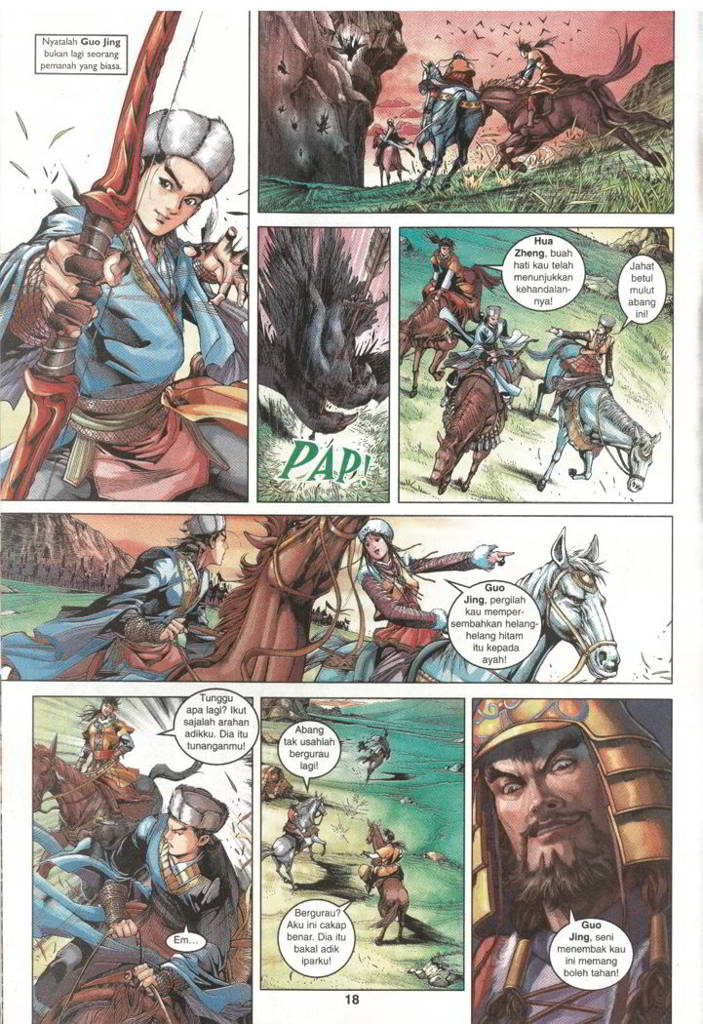 Nyatalah Guo Jing
bukan lagi seorang
pemanah yang biasa.
PAP!
Hua
Zheng, buah
hati kau telah
menunjukkan
kehandalan-
nya!
Jahat
betul
mulut
abang
ini!
Guo
Jing, pergilah
kau memper-
sembahkan helang-
helang hitam
itu kepada
ayah!
Tunggu
apa lagi? Ikut
sajalah arahan
adikku. Dia itu
tunanganmu!
Em...
Abang
tak usahlah
bergurau
lagi!
Bergurau?
Aku ini cakap
benar. Dia itu
bakal adik
iparku!
Guo
Jing, seni
menembak kau
ini memang
boleh tahan!
18